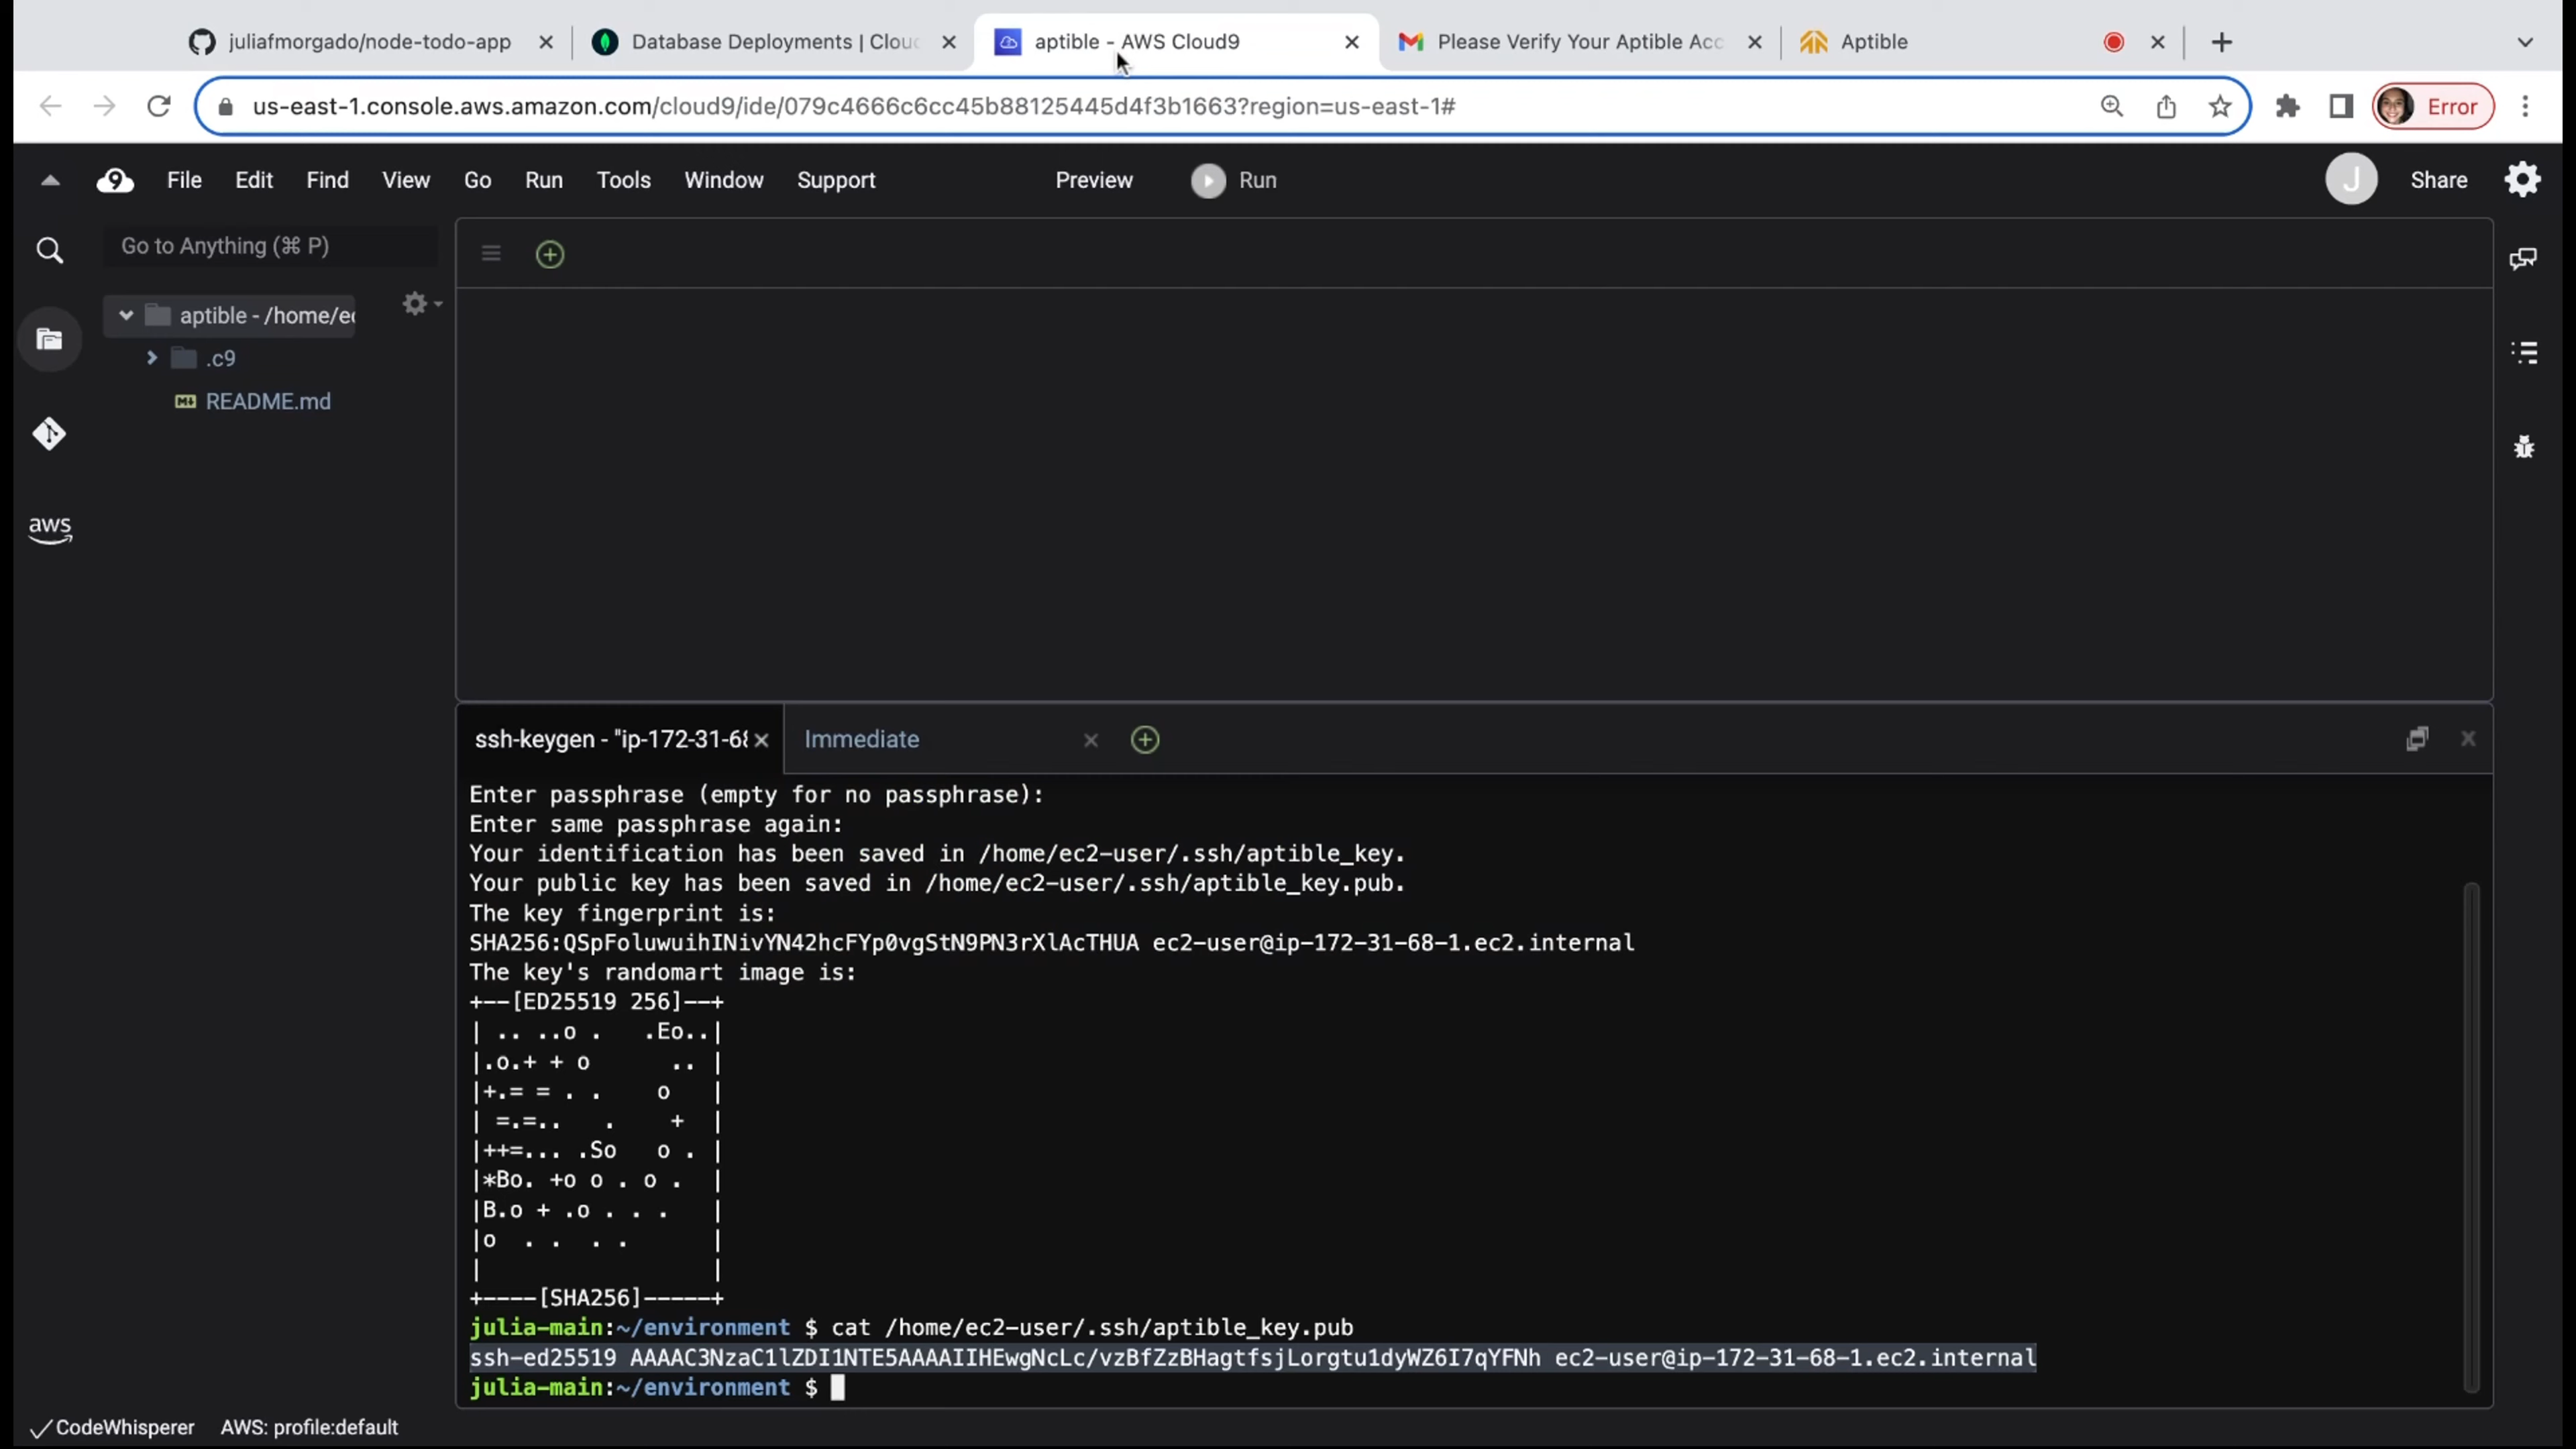 juliafmorgado/node-todo-app
Database Deployments | Clou
aptible - AWS Cloud9
Please Verify Your Aptible Acc
Aptible
us-east-1.console.aws.amazon.com/cloud9/ide/079c4666c6cc45b88125445d4f3b1663?region=us-east-1#
Error
9 File Edit Find View Go Run Tools Window Support Preview Run J Share
Go to Anything (⌘ P)
aptible - /home/ec
.c9
M↓ README.md
aws
ssh-keygen - "ip-172-31-68
Immediate
Enter passphrase (empty for no passphrase):
Enter same passphrase again:
Your identification has been saved in /home/ec2-user/.ssh/aptible_key.
Your public key has been saved in /home/ec2-user/.ssh/aptible_key.pub.
The key fingerprint is:
SHA256:QSpFoluwuihINivYN42hcFYp0vgStN9PN3rXlAcTHUA ec2-user@ip-172-31-68-1.ec2.internal
The key's randomart image is:
+--[ED25519 256]--+
| .. ..o .   .Eo..|
|.o.+ + o      .. |
|+.= = . .    o   |
| =.=..   .    +  |
|++=... .So   o . |
|*Bo. +o o . o .  |
|B.o + .o . . .   |
|o  . .  . .      |
|                 |
+----[SHA256]-----+
julia-main:~/environment $ cat /home/ec2-user/.ssh/aptible_key.pub
ssh-ed25519 AAAAC3NzaC1lZDI1NTE5AAAAIIHEwgNcLc/vzBfZzBHagtfsjLorgtu1dyWZ6I7qYFNh ec2-user@ip-172-31-68-1.ec2.internal
julia-main:~/environment $
CodeWhisperer AWS: profile:default